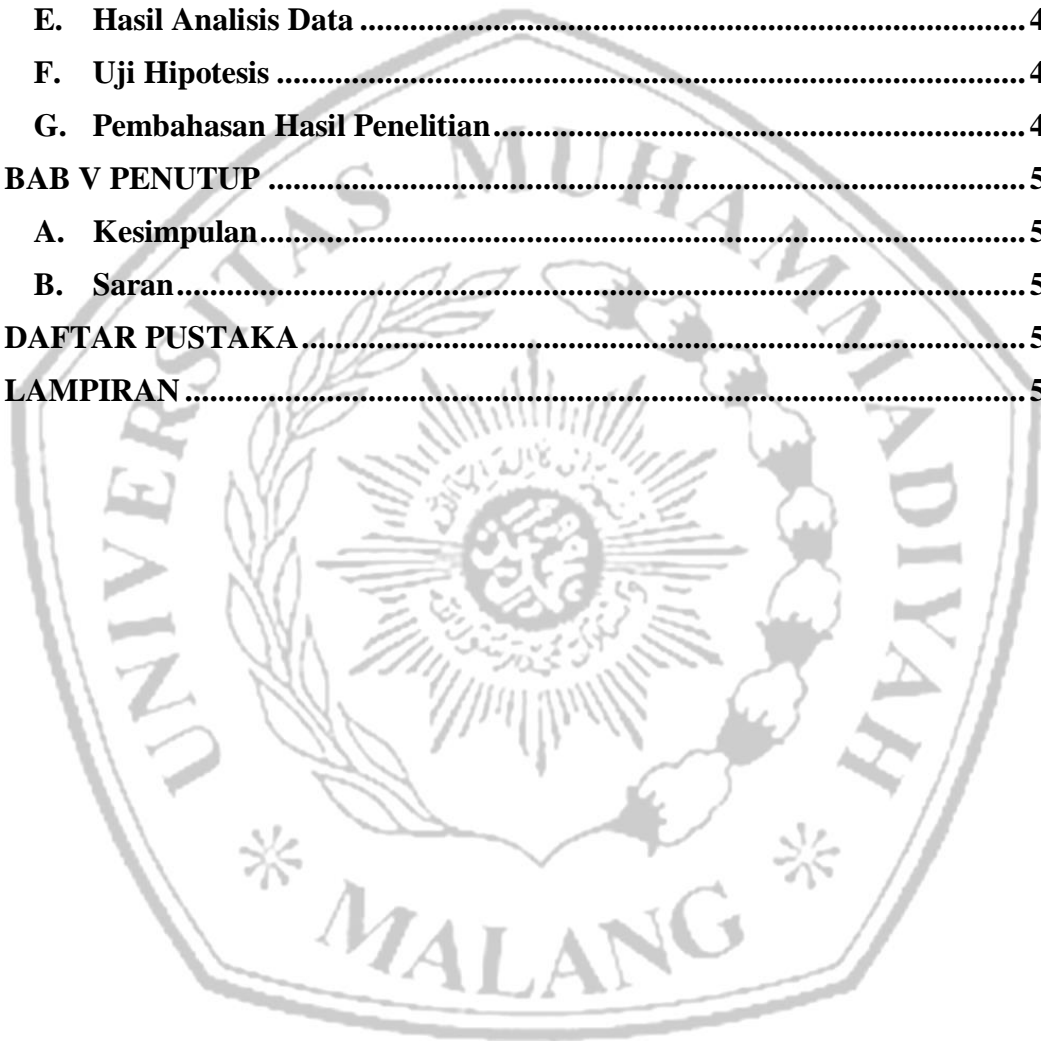 E. Hasil Analisis Data ........................................ 4
F. Uji Hipotesis ........................................ 4
G. Pembahasan Hasil Penelitian ........................................ 4
BAB V PENUTUP ........................................ 5
A. Kesimpulan ........................................ 5
B. Saran ........................................ 5
DAFTAR PUSTAKA ........................................ 5
LAMPIRAN ........................................ 5
UNIVERSITAS MUHAMMADIYAH
MALANG